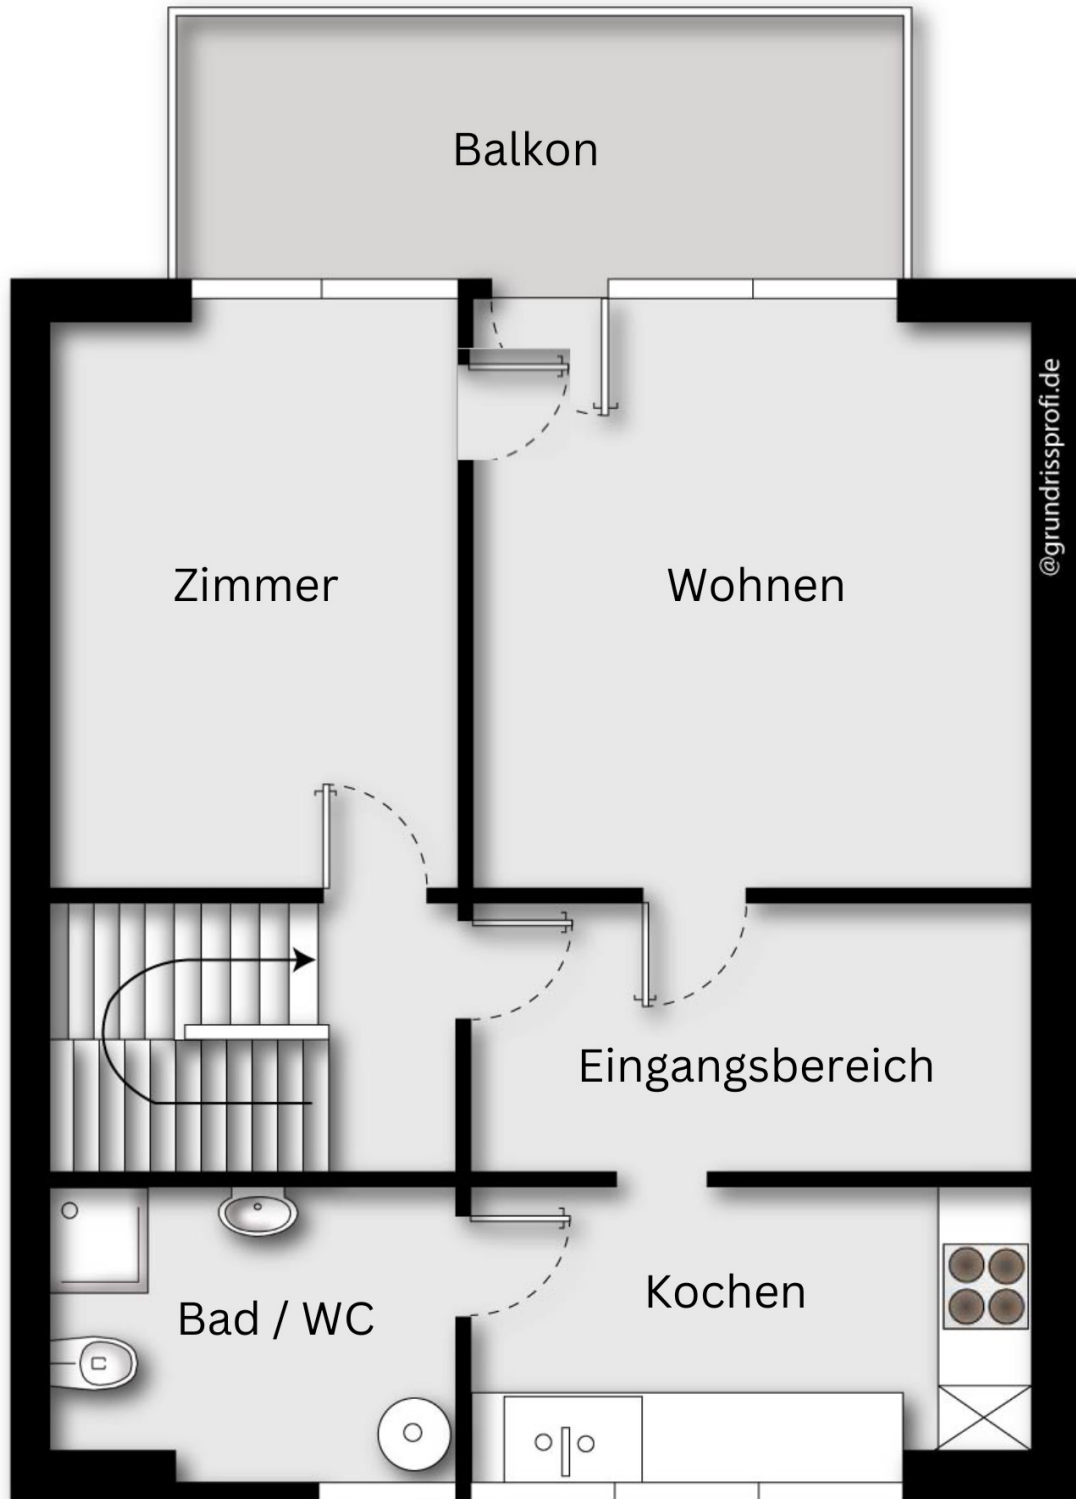 Balkon
@grundrissprofi.de
Zimmer
Wohnen
Eingangsbereich
Kochen
Bad / WC